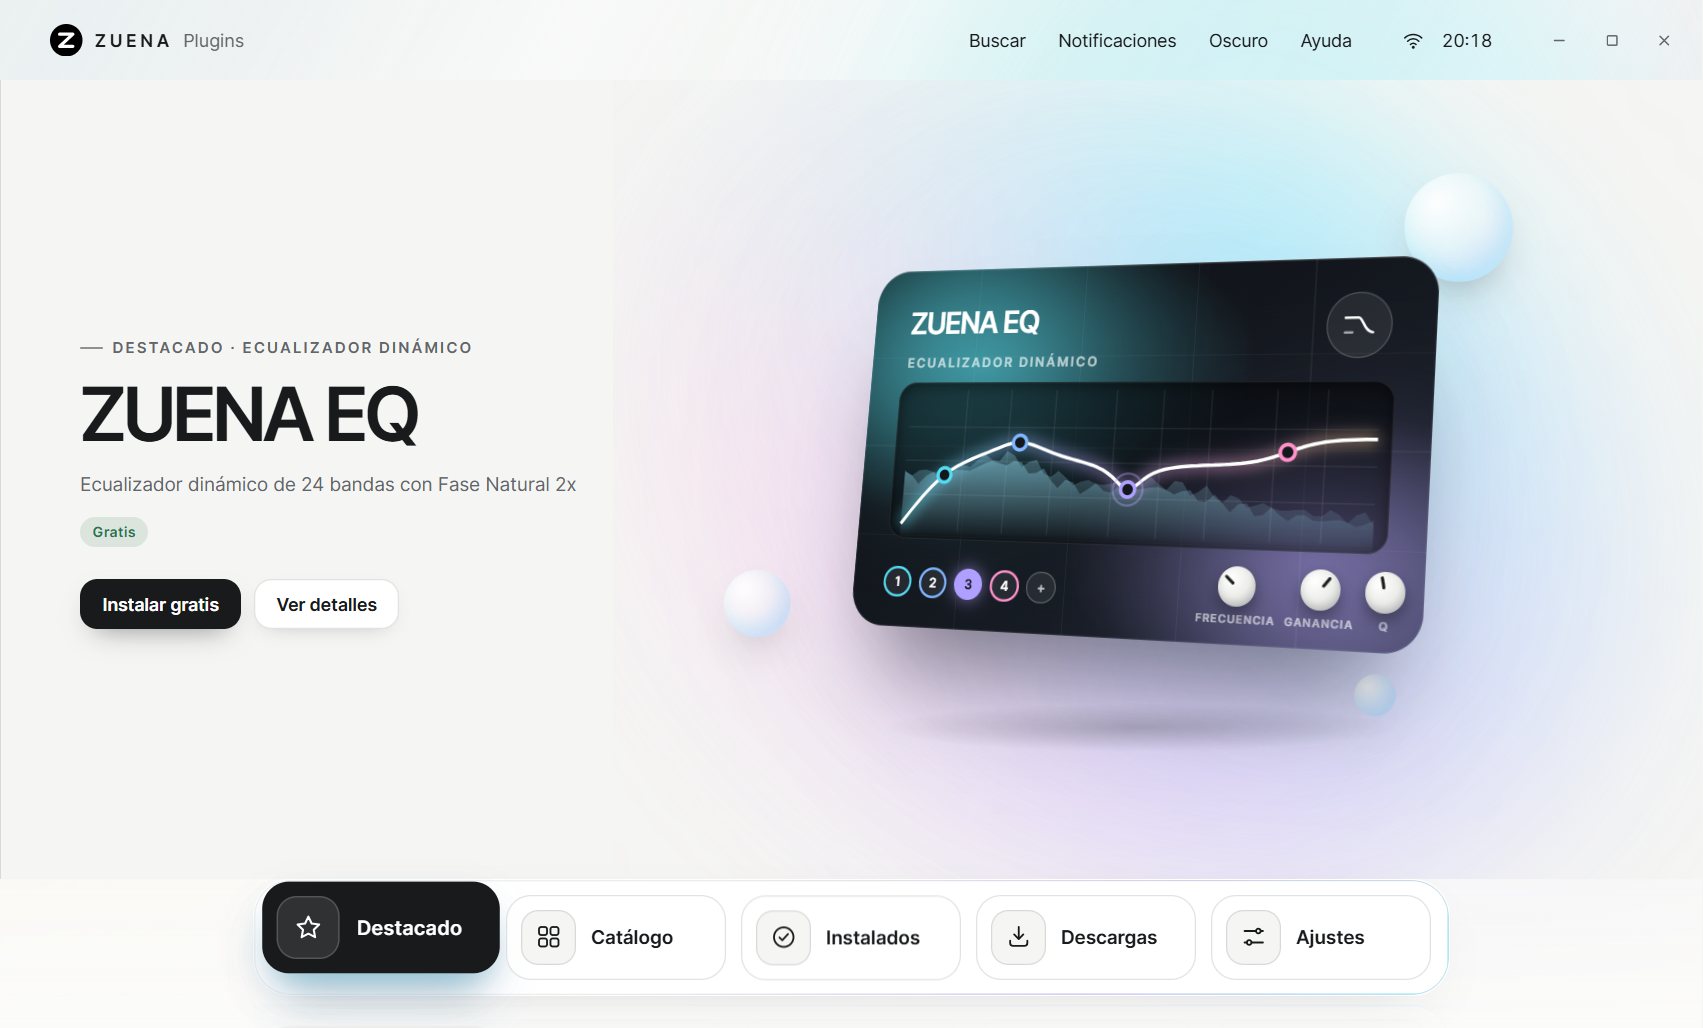 ZUENA Plugins
Buscar Notificaciones Oscuro Ayuda 20:18
DESTACADO · ECUALIZADOR DINÁMICO
ZUENA EQ
Ecualizador dinámico de 24 bandas con Fase Natural 2x
Gratis
Instalar gratis Ver detalles
ZUENA EQ
ECUALIZADOR DINÁMICO
1 2 3 4 +
FRECUENCIA GANANCIA Q
Destacado Catálogo Instalados Descargas Ajustes